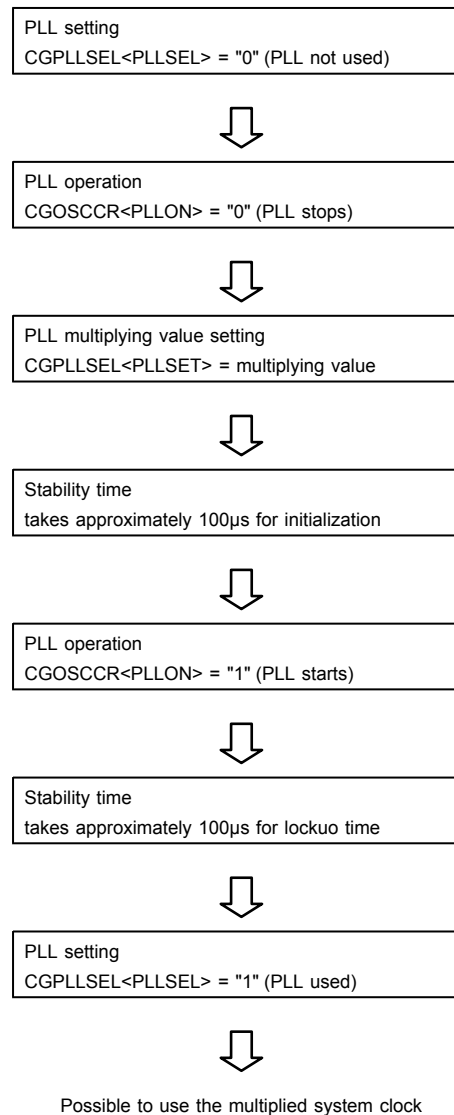 PLL setting
CGPLLSEL<PLLSEL> = "0" (PLL not used)
PLL operation
CGOSCCR<PLLON> = "0" (PLL stops)
PLL multiplying value setting
CGPLLSEL<PLLSET> = multiplying value
Stability time
takes approximately 100μs for initialization
PLL operation
CGOSCCR<PLLON> = "1" (PLL starts)
Stability time
takes approximately 100μs for lockuo time
PLL setting
CGPLLSEL<PLLSEL> = "1" (PLL used)
Possible to use the multiplied system clock